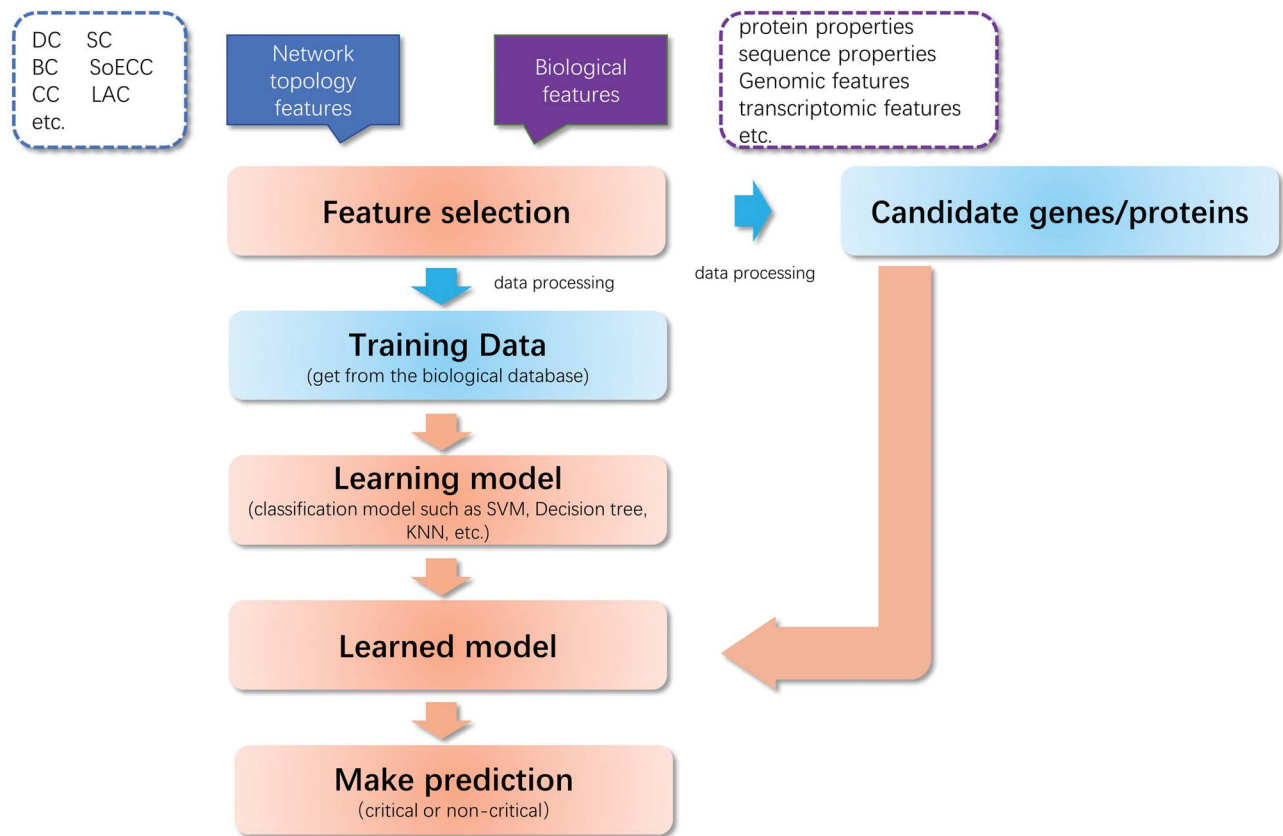 DC SC
BC SoECC
CC LAC
etc.
Network
topology
features
Biological
features
protein properties
sequence properties
Genomic features
transcriptomic features
etc.
Feature selection
Candidate genes/proteins
data processing
data processing
Training Data
(get from the biological database)
Learning model
(classification model such as SVM, Decision tree,
KNN, etc.)
Learned model
Make prediction
(critical or non-critical)